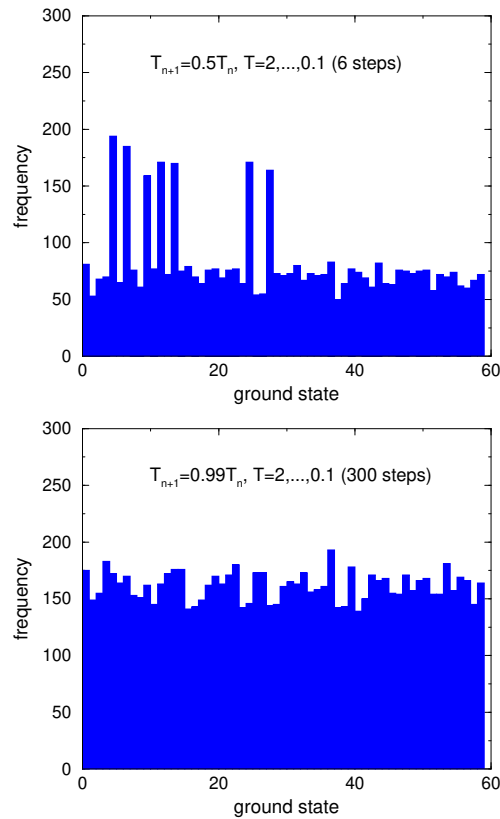 300
250
200
150
100
50
0
frequency
T_{n+1}=0.5T_n, T=2,...,0.1 (6 steps)
0 20 40 60
ground state
300
250
200
150
100
50
0
frequency
T_{n+1}=0.99T_n, T=2,...,0.1 (300 steps)
0 20 40 60
ground state